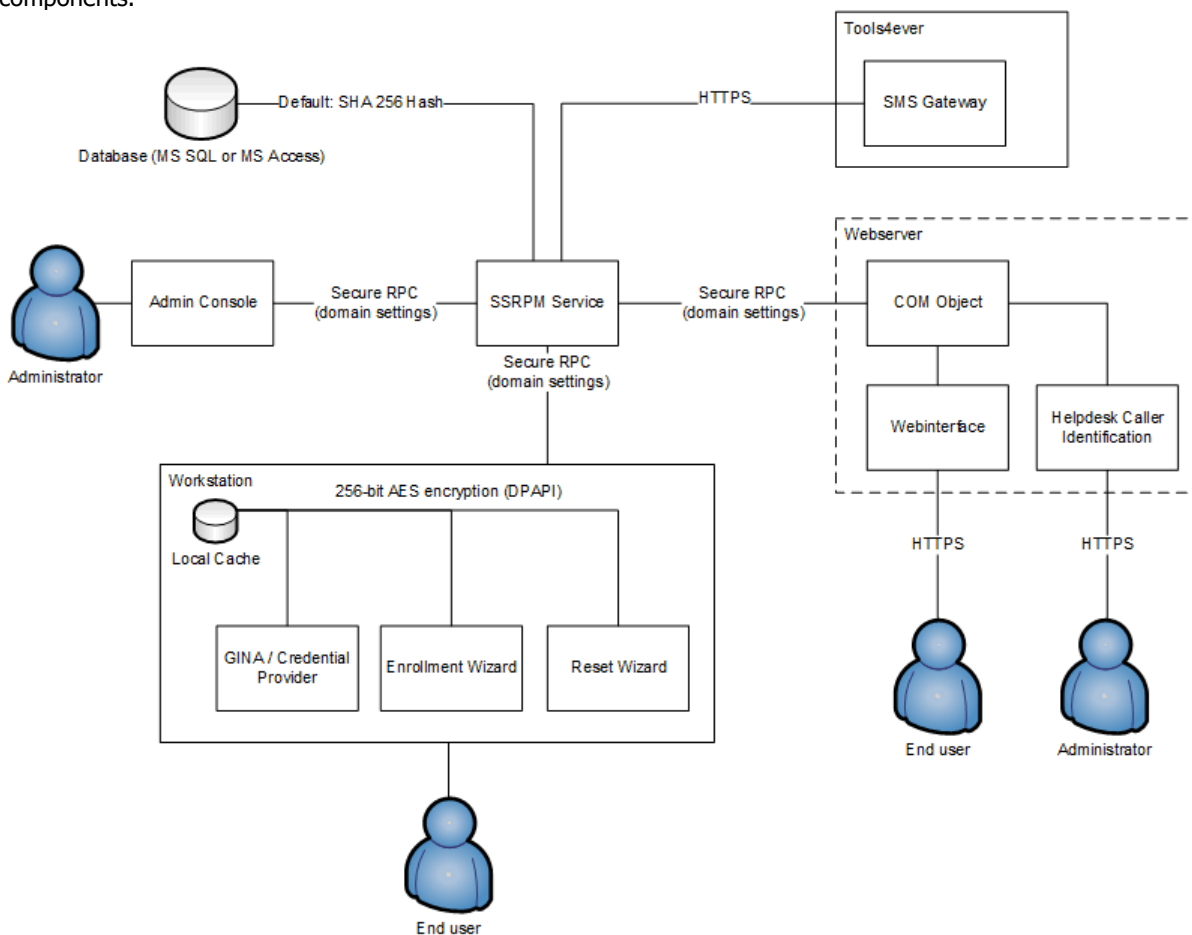 components.
Tools4ever
SMS Gateway
HTTPS
Default: SHA 256 Hash
Database (MS SQL or MS Access)
Webserver
Admin Console
Secure RPC
(domain settings)
SSRPM Service
Secure RPC
(domain settings)
COM Object
Administrator
Secure RPC
(domain settings)
Webinterface
Helpdesk Caller
Identification
Workstation
256-bit AES encryption (DPAPI)
Local Cache
HTTPS
HTTPS
GINA / Credential
Provider
Enrollment Wizard
Reset Wizard
End user
Administrator
End user